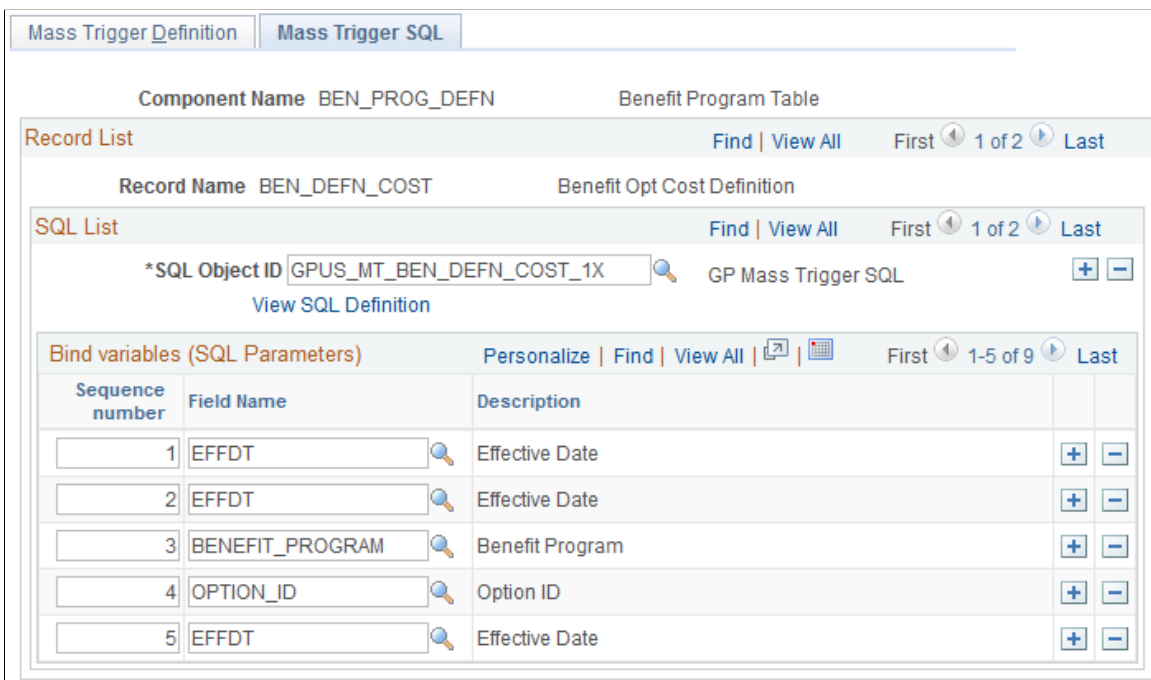 Mass Trigger Definition Mass Trigger SQL
Component Name BEN_PROG_DEFN Benefit Program Table
Record List Find | View All First 1 of 2 Last
Record Name BEN_DEFN_COST Benefit Opt Cost Definition
SQL List Find | View All First 1 of 2 Last
*SQL Object ID GPUS_MT_BEN_DEFN_COST_1X GP Mass Trigger SQL
View SQL Definition
Bind variables (SQL Parameters) Personalize | Find | View All | | First 1-5 of 9 Last
Sequence number Field Name Description
1 EFFDT Effective Date
2 EFFDT Effective Date
3 BENEFIT_PROGRAM Benefit Program
4 OPTION_ID Option ID
5 EFFDT Effective Date